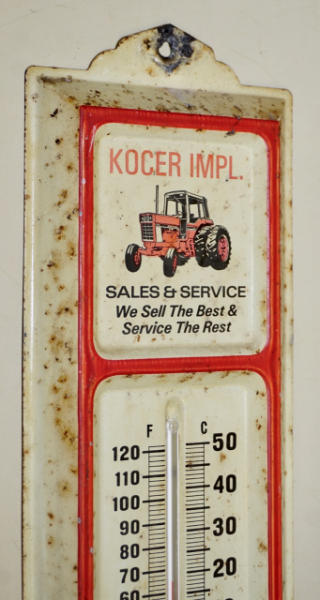 KOCER IMPL.
SALES & SERVICE
We Sell The Best &
Service The Rest
F C
120 50
110
100 40
90 30
80
70 20
60